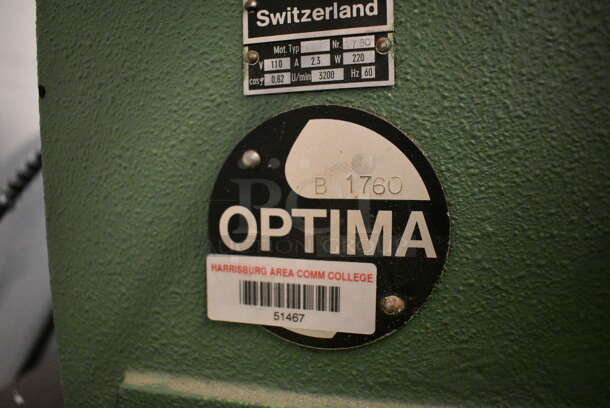 Switzerland
Mot. Typ Nr.
V 110 A 2.3 W 220
cosφ 0,82 U/min 3200 Hz 60
B 1760
OPTIMA
HARRISBURG AREA COMM COLLEGE
51467